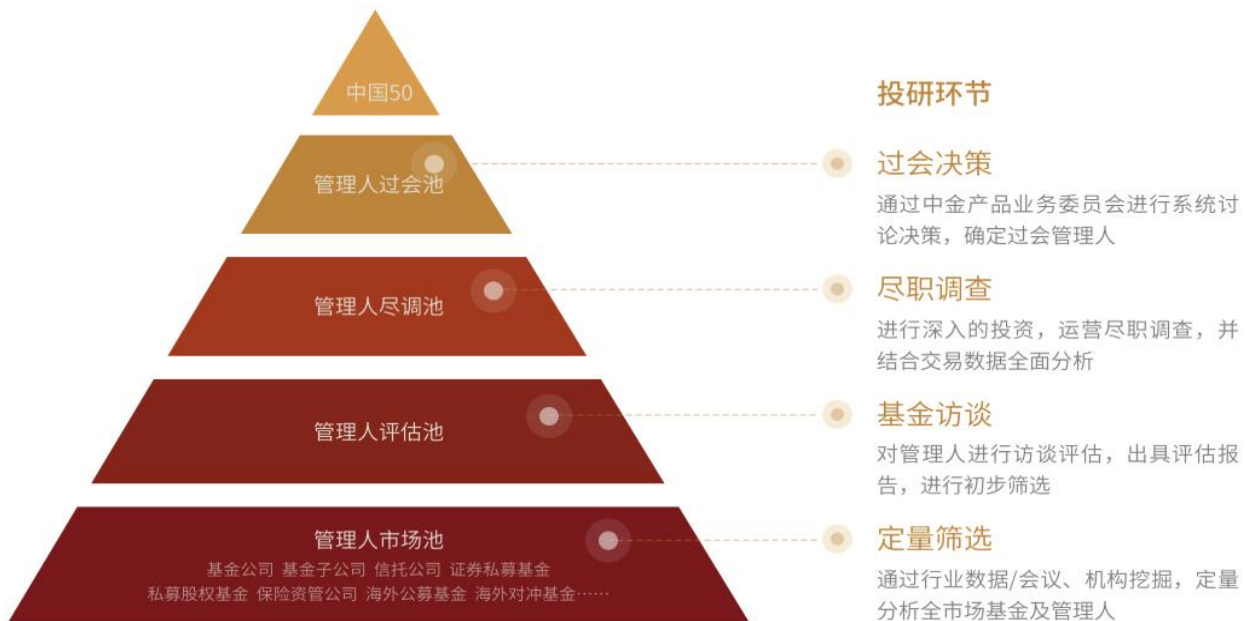 中国50
管理人过会池
管理人尽调池
管理人评估池
管理人市场池
基金公司 基金子公司 信托公司 证券私募基金
私募股权基金 保险资管公司 海外公募基金 海外对冲基金……
投研环节
过会决策
通过中金产品业务委员会进行系统讨
论决策，确定过会管理人
尽职调查
进行深入的投资，运营尽职调查，并
结合交易数据全面分析
基金访谈
对管理人进行访谈评估，出具评估报
告，进行初步筛选
定量筛选
通过行业数据/会议、机构挖掘，定量
分析全市场基金及管理人